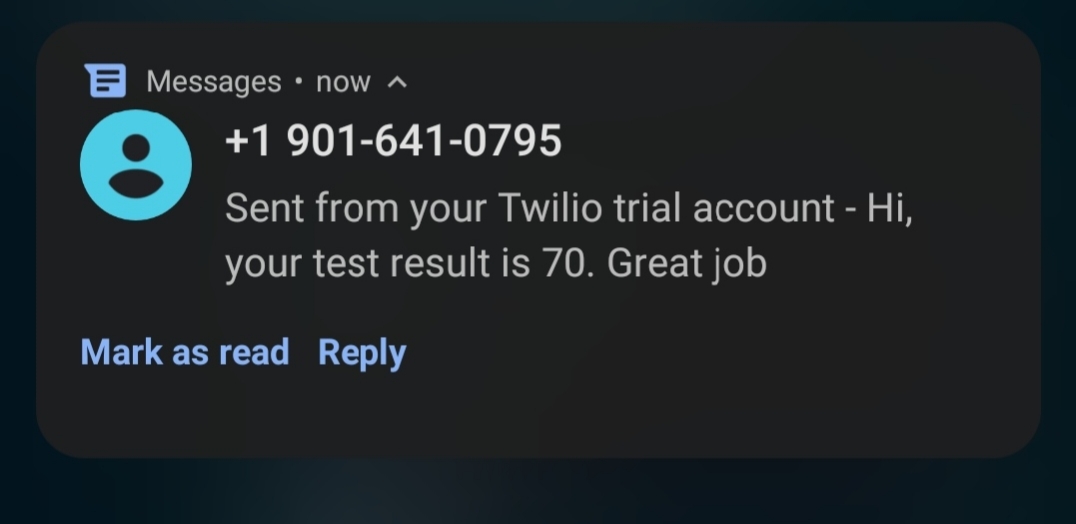 Messages • now
+1 901-641-0795
Sent from your Twilio trial account - Hi,
your test result is 70. Great job
Mark as read Reply